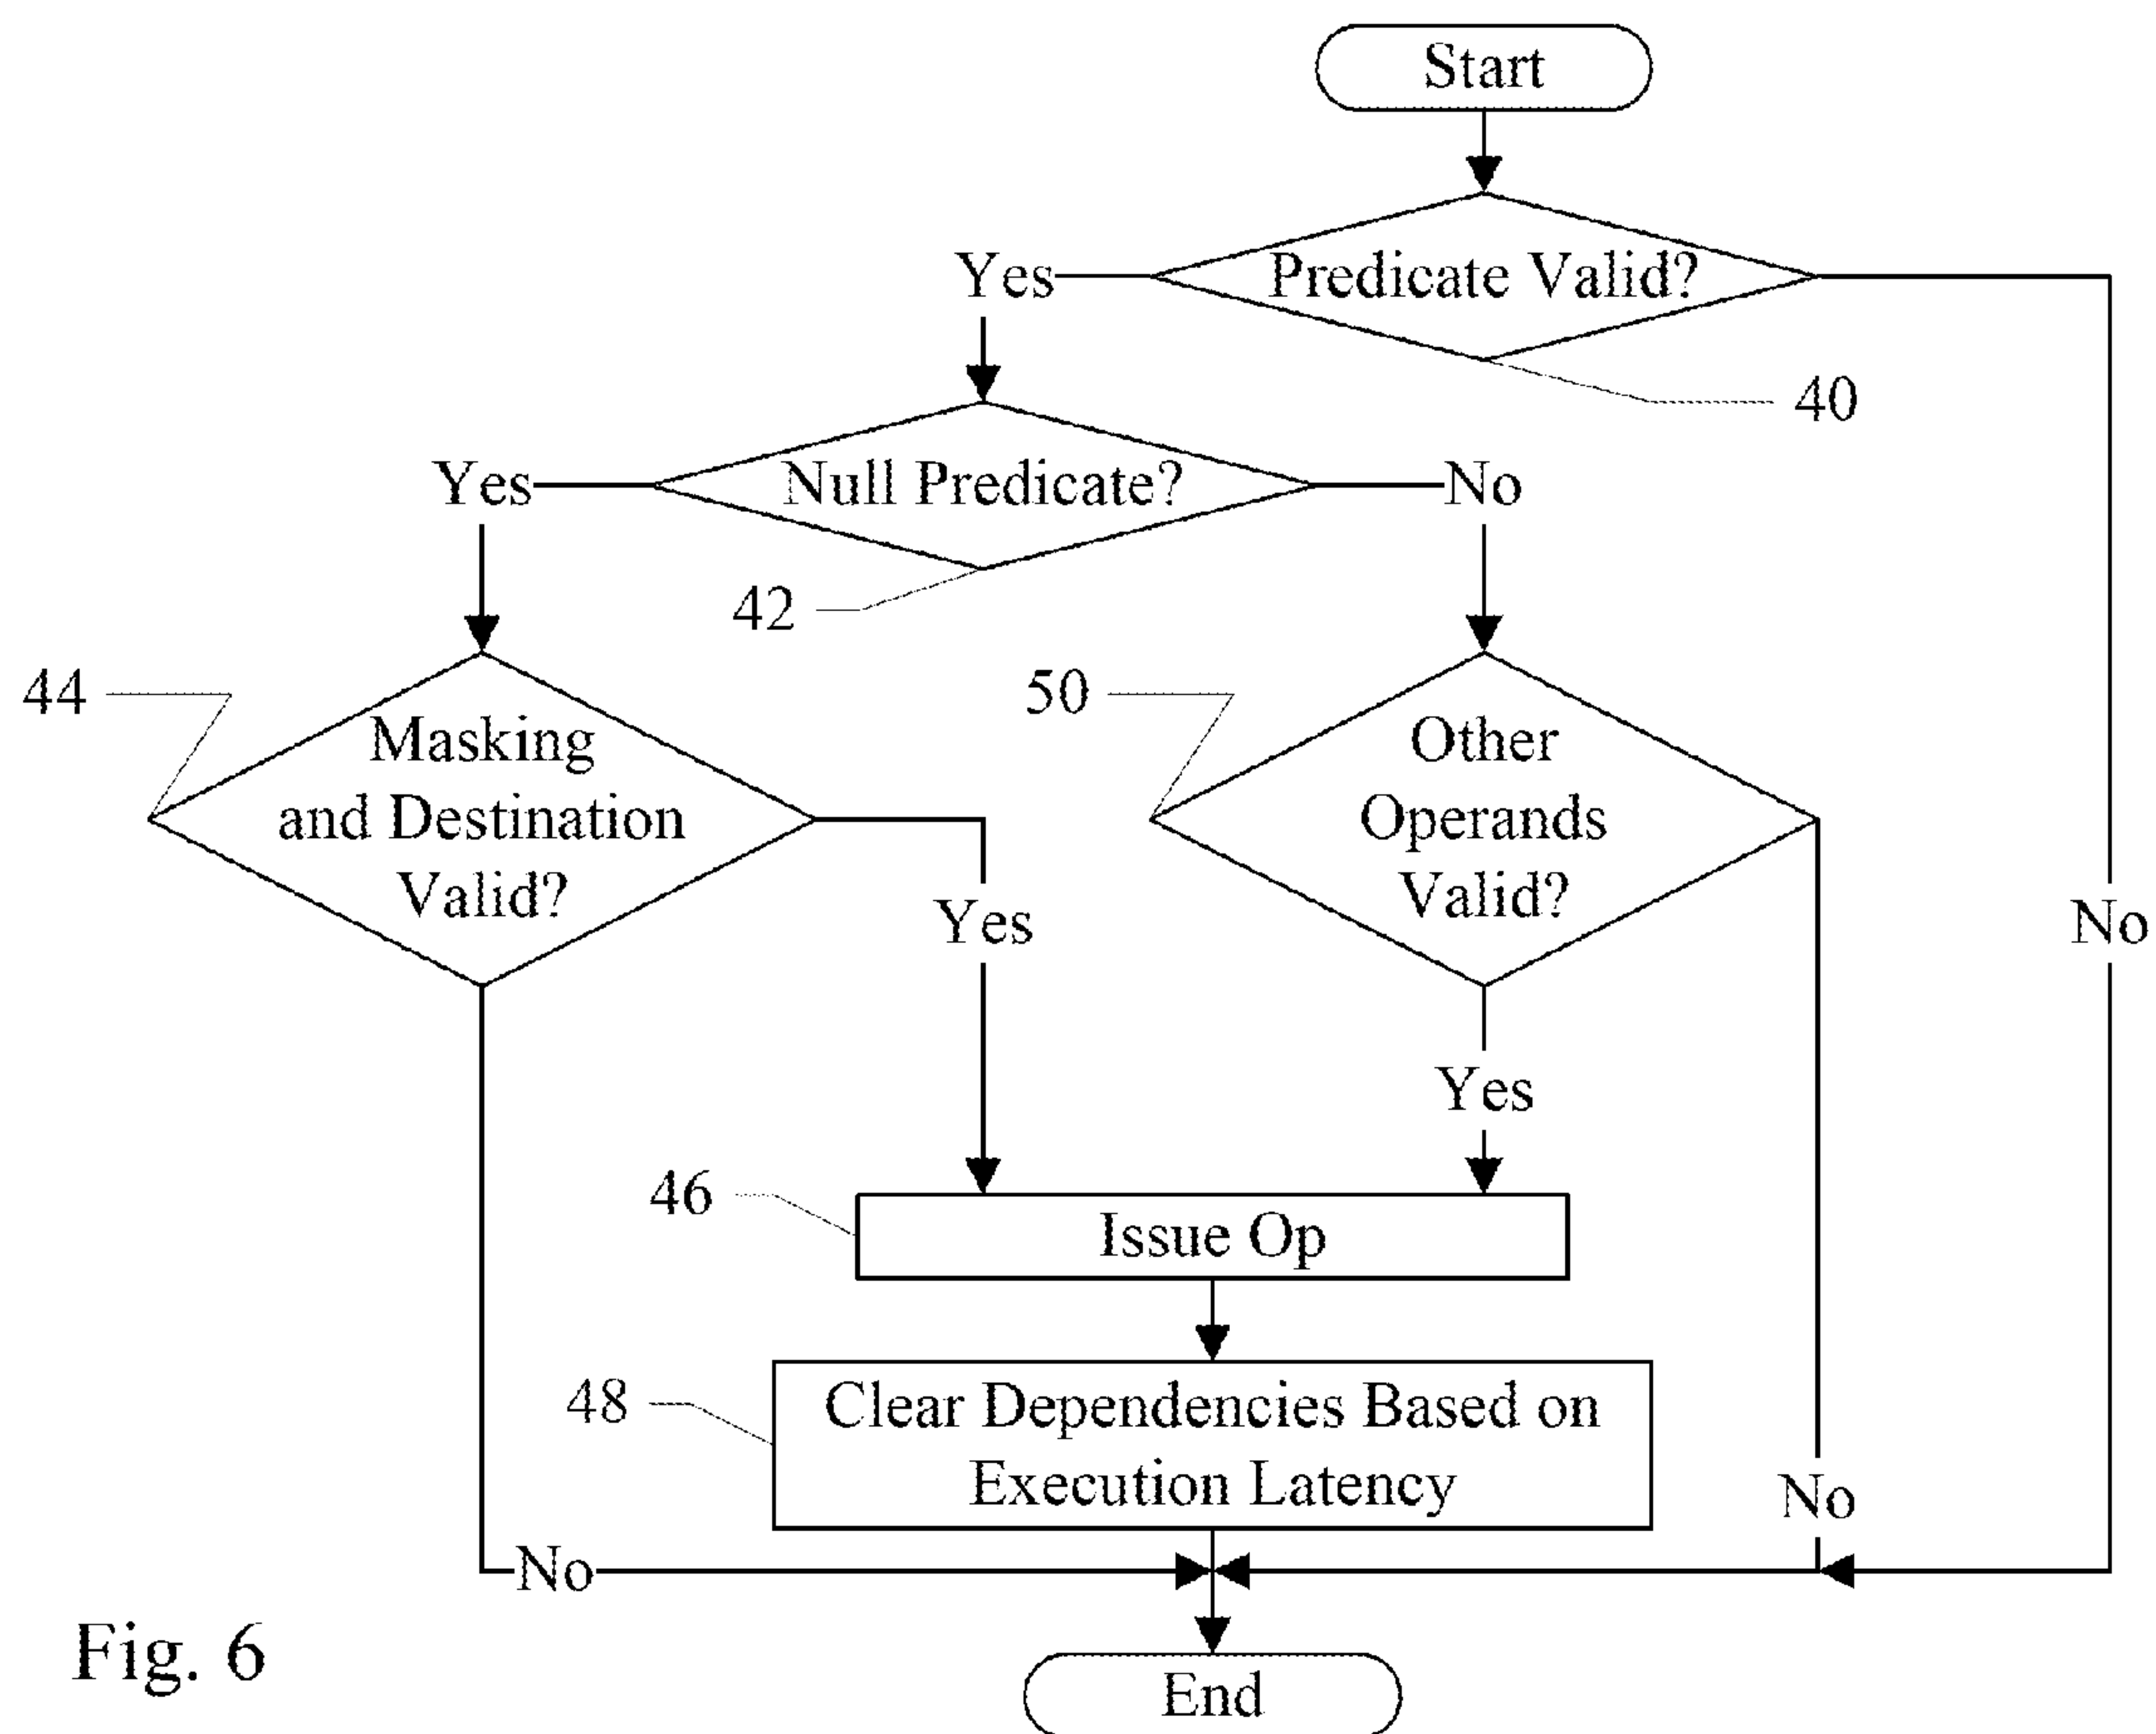 Start
Yes
Predicate Valid?
40
Yes
Null Predicate?
No
42
44
50
Masking
and Destination
Valid?
Other
Operands
Valid?
Yes
No
Yes
46
Issue Op
48
Clear Dependencies Based on
Execution Latency
No
No
Fig. 6
End